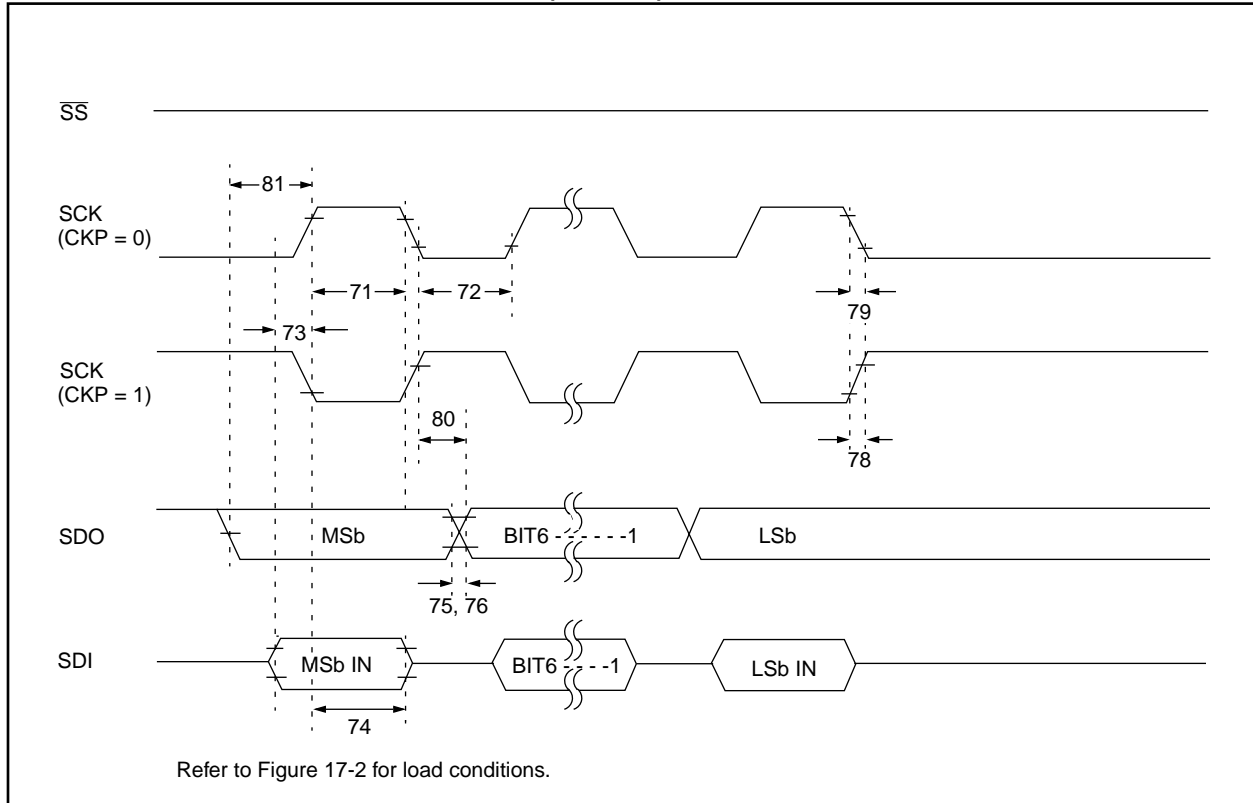 SS
81
SCK
(CKP = 0)
71
72
73
79
SCK
(CKP = 1)
80
78
SDO
MSb
BIT6 - - - - - -1
LSb
75, 76
SDI
MSb IN
BIT6 - - - - -1
LSb IN
74
Refer to Figure 17-2 for load conditions.